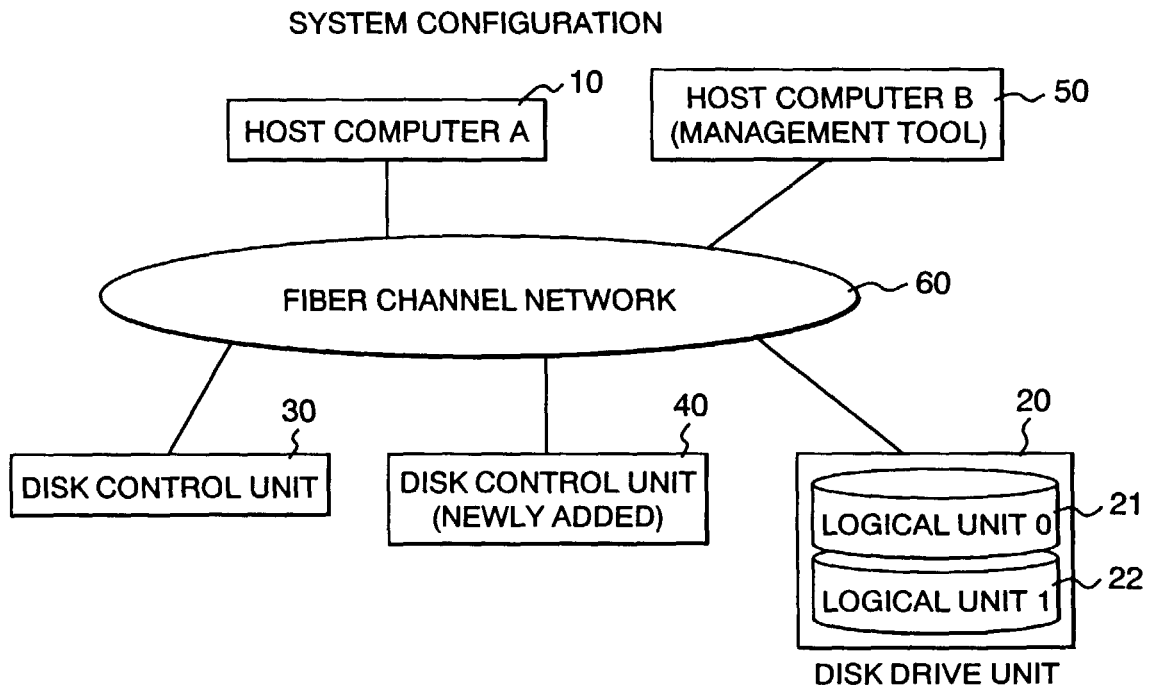 SYSTEM CONFIGURATION
10
HOST COMPUTER A
50
HOST COMPUTER B
(MANAGEMENT TOOL)
FIBER CHANNEL NETWORK
60
30
DISK CONTROL UNIT
40
DISK CONTROL UNIT
(NEWLY ADDED)
20
LOGICAL UNIT 0
21
LOGICAL UNIT 1
22
DISK DRIVE UNIT